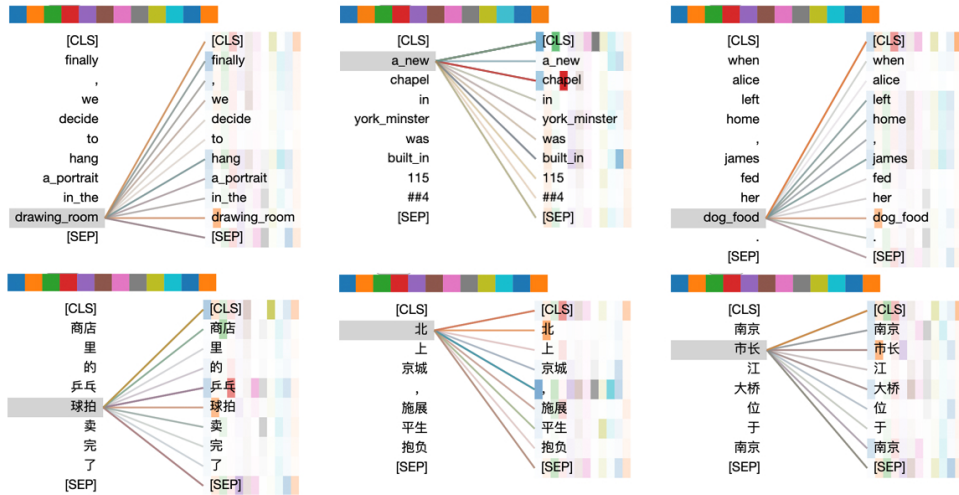 [CLS] [CLS]
finally finally
, ,
we we
decide decide
to to
hang hang
a_portrait a_portrait
in_the in_the
drawing_room drawing_room
[SEP] [SEP]
[CLS] [CLS]
a_new a_new
chapel chapel
in in
york_minster york_minster
was was
built_in built_in
115 115
##4 ##4
[SEP] [SEP]
[CLS] [CLS]
when when
alice alice
left left
home home
, ,
james james
fed fed
her her
dog_food dog_food
. .
[SEP] [SEP]
[CLS] [CLS]
商店 商店
里 里
的 的
乒乓 乒乓
球拍 球拍
卖 卖
完 完
了 了
[SEP] [SEP]
[CLS] [CLS]
北 北
上 上
京城 京城
, ,
施展 施展
平生 平生
抱负 抱负
[SEP] [SEP]
[CLS] [CLS]
南京 南京
市长 市长
江 江
大桥 大桥
位 位
于 于
南京 南京
[SEP] [SEP]